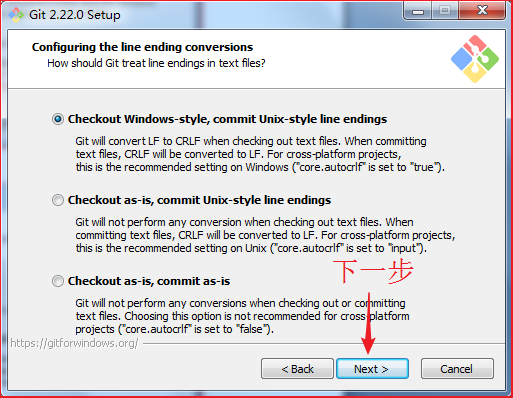 Git 2.22.0 Setup
Configuring the line ending conversions
How should Git treat line endings in text files?
Checkout Windows-style, commit Unix-style line endings
Git will convert LF to CRLF when checking out text files. When committing
text files, CRLF will be converted to LF. For cross-platform projects,
this is the recommended setting on Windows ("core.autocrlf" is set to "true").
Checkout as-is, commit Unix-style line endings
Git will not perform any conversion when checking out text files. When
committing text files, CRLF will be converted to LF. For cross-platform projects,
this is the recommended setting on Unix ("core.autocrlf" is set to "input").
下一步
Checkout as-is, commit as-is
Git will not perform any conversions when checking out or committing
text files. Choosing this option is not recommended for cross-platform
projects ("core.autocrlf" is set to "false").
https://gitforwindows.org/
< Back
Next >
Cancel